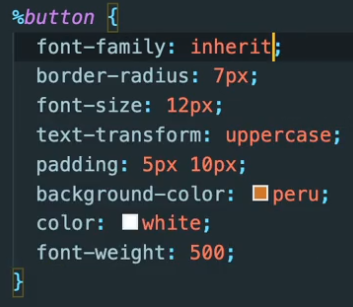 %button {
font-family: inherit;
border-radius: 7px;
font-size: 12px;
text-transform: uppercase;
padding: 5px 10px;
background-color: peru;
color: white;
font-weight: 500;
}